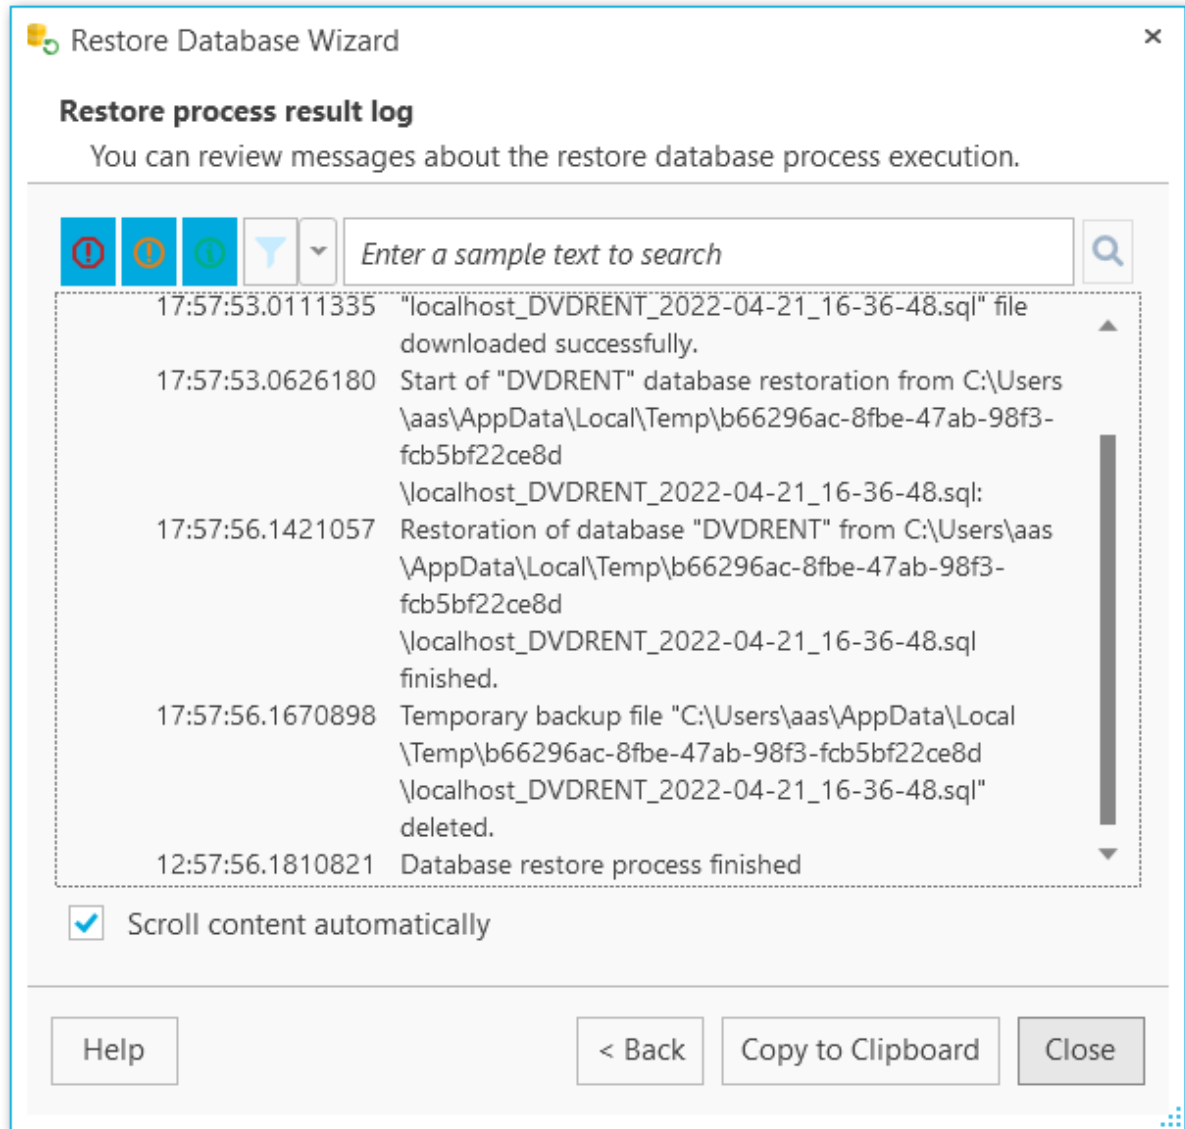 Restore Database Wizard
Restore process result log
You can review messages about the restore database process execution.
Enter a sample text to search
17:57:53.0111335 "localhost_DVDRENT_2022-04-21_16-36-48.sql" file
downloaded successfully.
17:57:53.0626180 Start of "DVDRENT" database restoration from C:\Users
\aas\AppData\Local\Temp\b66296ac-8fbe-47ab-98f3-
fcb5bf22ce8d
\localhost_DVDRENT_2022-04-21_16-36-48.sql:
17:57:56.1421057 Restoration of database "DVDRENT" from C:\Users\aas
\AppData\Local\Temp\b66296ac-8fbe-47ab-98f3-
fcb5bf22ce8d
\localhost_DVDRENT_2022-04-21_16-36-48.sql
finished.
17:57:56.1670898 Temporary backup file "C:\Users\aas\AppData\Local
\Temp\b66296ac-8fbe-47ab-98f3-fcb5bf22ce8d
\localhost_DVDRENT_2022-04-21_16-36-48.sql"
deleted.
12:57:56.1810821 Database restore process finished
Scroll content automatically
Help < Back Copy to Clipboard Close